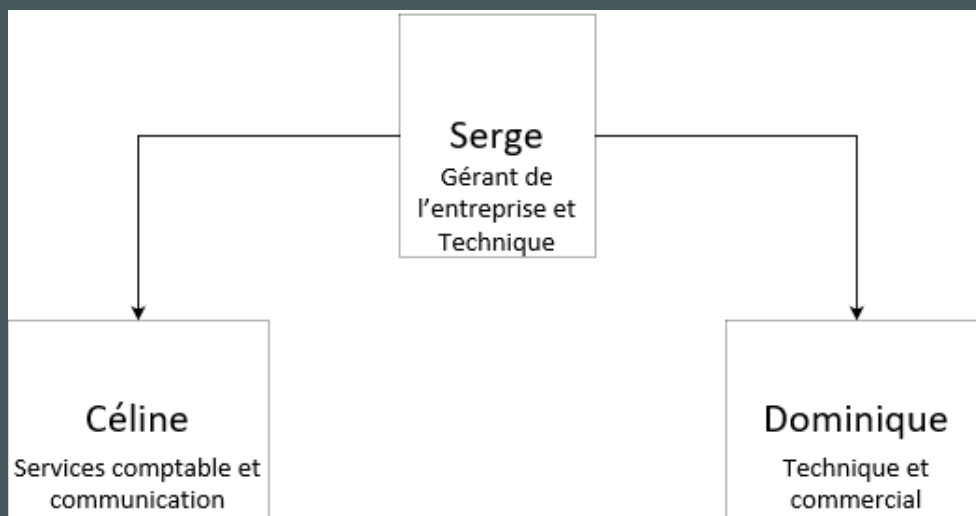 Serge
Gérant de
l’entreprise et
Technique
Céline
Services comptable et
communication
Dominique
Technique et
commercial